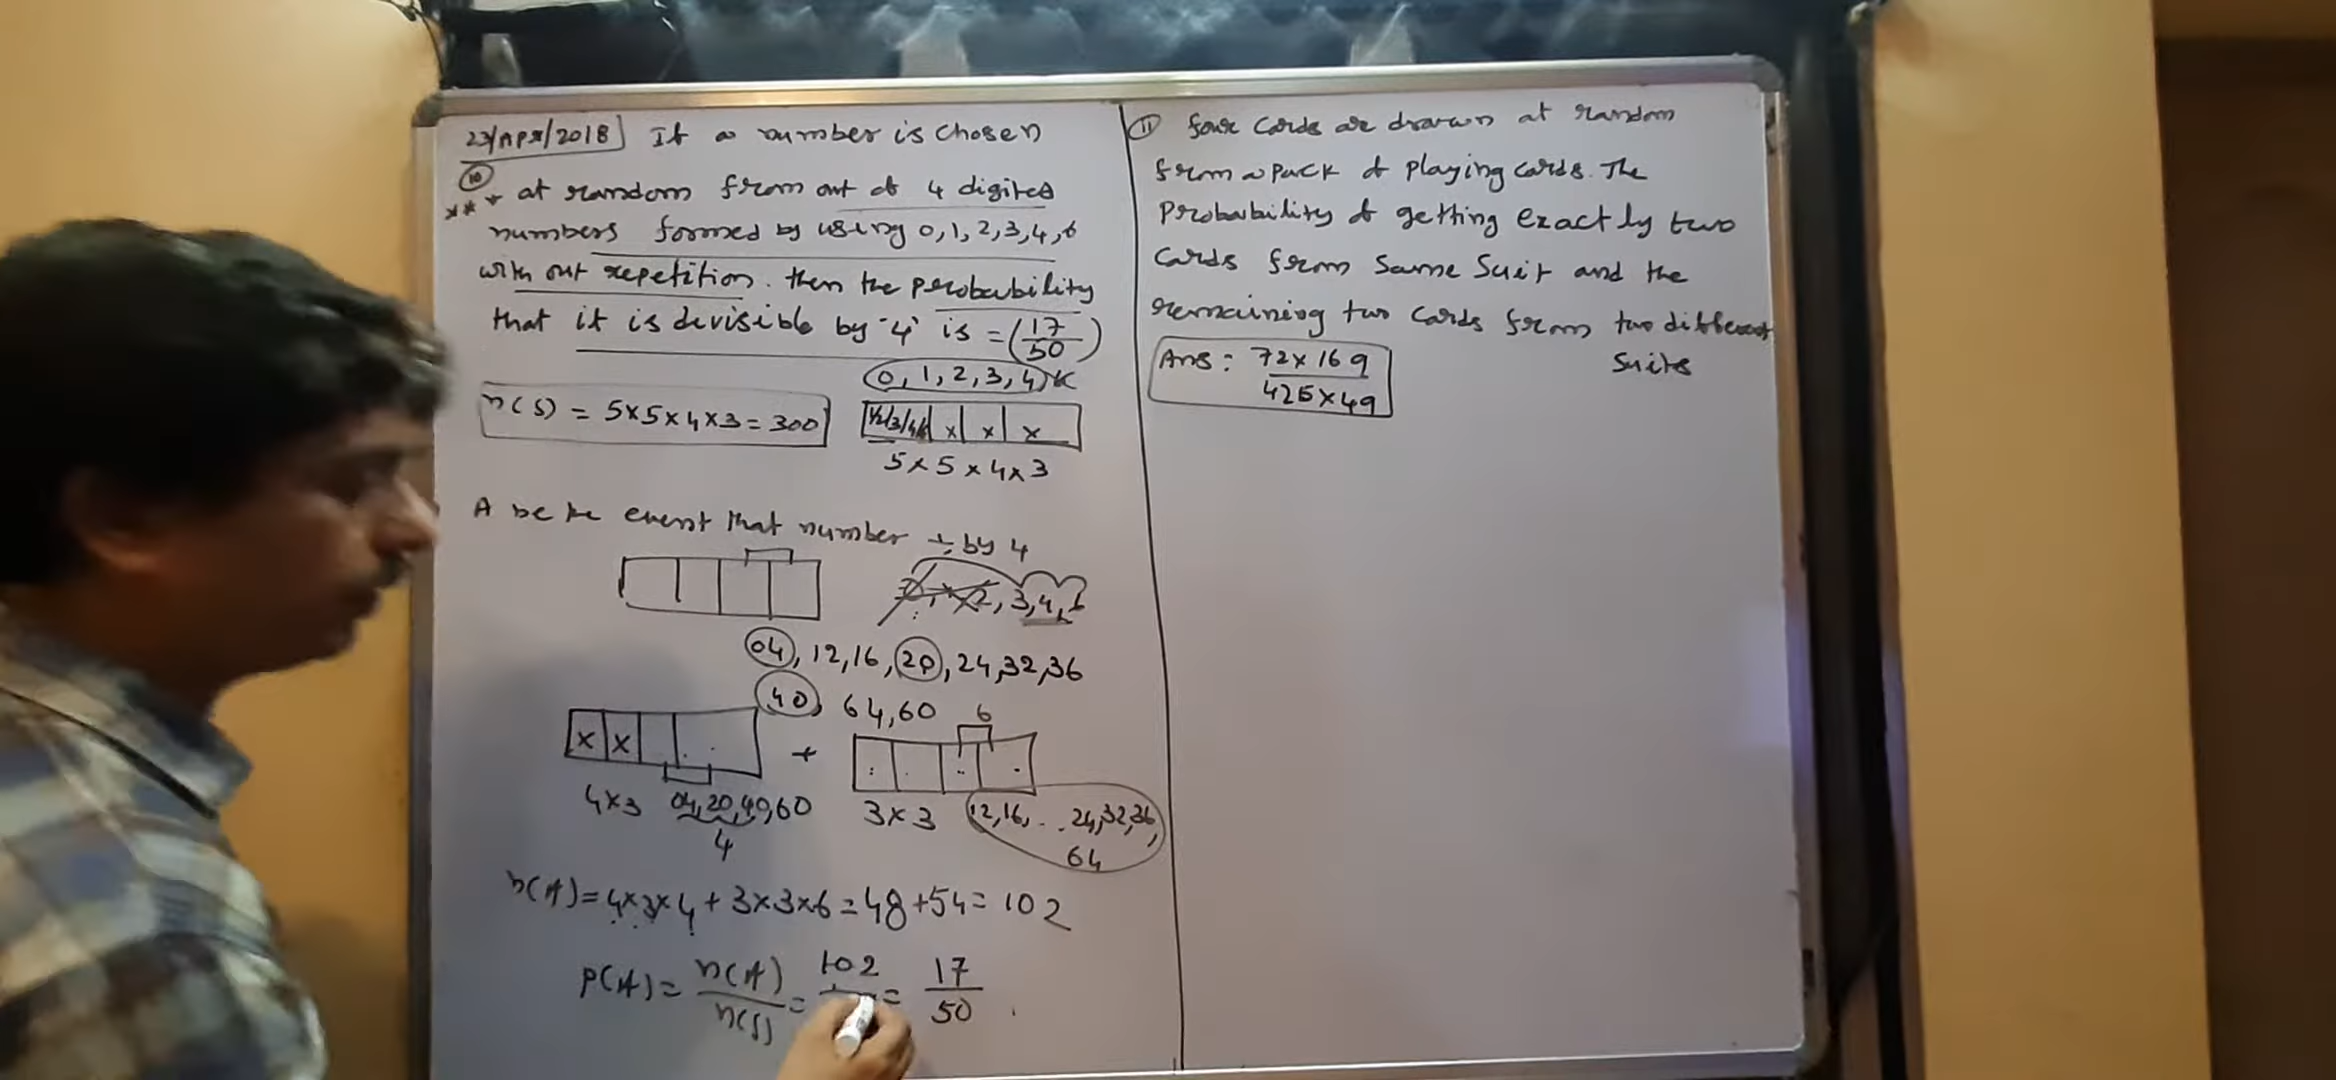 23/Apr/2018] If a number is chosen
10
*** at random from out of 4 digited
numbers formed by using 0,1,2,3,4,6
with out repetition. then the probability
that it is divisible by '4' is = (17/50)
0, 1, 2, 3, 4,
n(S) = 5×5×4×3 = 300
× × ×
5 × 5 × 4 × 3
A be the event that number ÷ by 4
3, 4, 6
04, 12, 16, 20, 24, 32, 36
40, 64, 60
6
× × +
4×3 04, 20, 40, 60
3×3 12, 16, ... 24, 32, 36,
4
64
n(A) = 4×3×4 + 3×3×6 = 48 + 54 = 102
P(A) = n(A)/n(S) = 102/ = 17/50
11 four cards are drawn at random
from a pack of playing cards. The
Probability of getting exactly two
cards from same suit and the
remaining two cards from two different
suits
Ans: 72×169
425×49